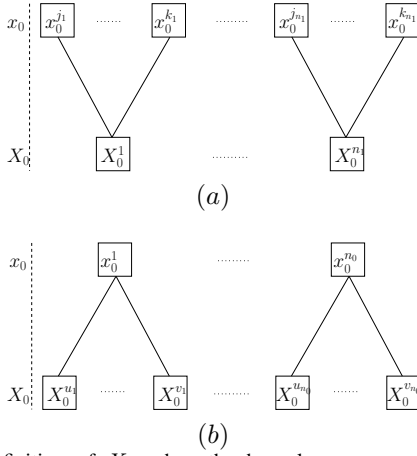 x_0 x_0^{j_1} ....... x_0^{k_1} ....... x_0^{j_{n_1}} ....... x_0^{k_{n_1}}
X_0 X_0^1 .......... X_0^{n_1}
(a)
x_0 x_0^1 ......... x_0^{n_0}
X_0 X_0^{u_1} ....... X_0^{v_1} ......... X_0^{u_{n_0}} ....... X_0^{v_{n_0}}
(b)